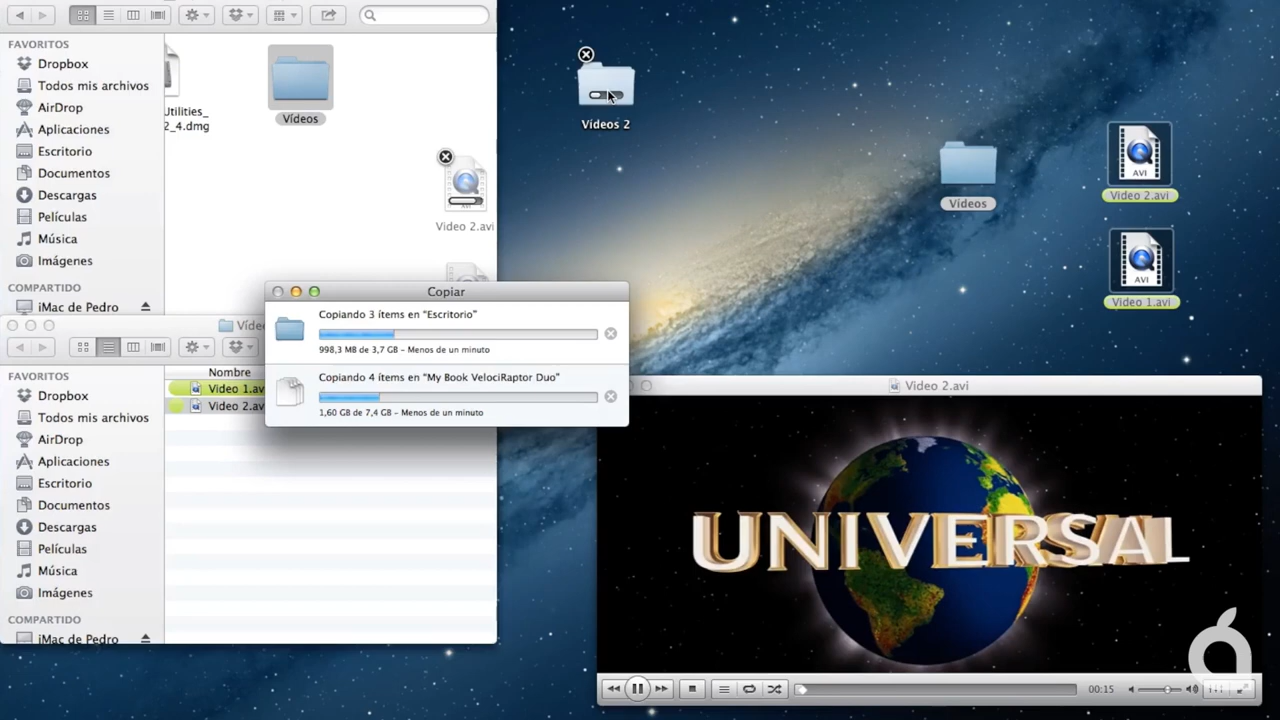 FAVORITOS
Dropbox
Todos mis archivos
AirDrop
Aplicaciones
Escritorio
Documentos
Descargas
Películas
Música
Imágenes
COMPARTIDO
iMac de Pedro
Utilities_
2_4.dmg
Vídeos
Video 2.avi
Vídeos 2
Vídeos
AVI
Video 2.avi
AVI
Video 1.avi
Copiar
Copiando 3 ítems en “Escritorio”
998,3 MB de 3,7 GB – Menos de un minuto
Copiando 4 ítems en “My Book VelociRaptor Duo”
1,60 GB de 7,4 GB – Menos de un minuto
Víde
FAVORITOS
Dropbox
Todos mis archivos
AirDrop
Aplicaciones
Escritorio
Documentos
Descargas
Películas
Música
Imágenes
COMPARTIDO
iMac de Pedro
Nombre
Video 1.av
Video 2.av
Video 2.avi
UNIVERSAL
00:15